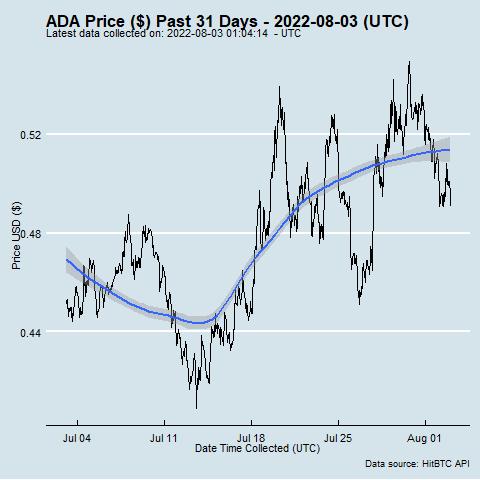 ADA Price ($) Past 31 Days - 2022-08-03 (UTC)
Latest data collected on: 2022-08-03 01:04:14 - UTC
Price USD ($)
0.52
0.48
0.44
Jul 04 Jul 11 Jul 18 Jul 25 Aug 01
Date Time Collected (UTC)
Data source: HitBTC API